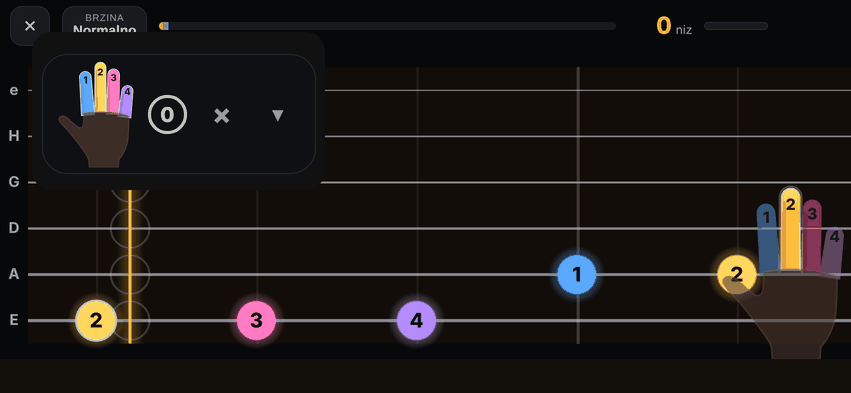 ×
BRZINA
Normalno
0 niz
1 2 3 4
0 × ▼
e
H
G
D
A
E
1 2
2 3 4
1 2 3 4